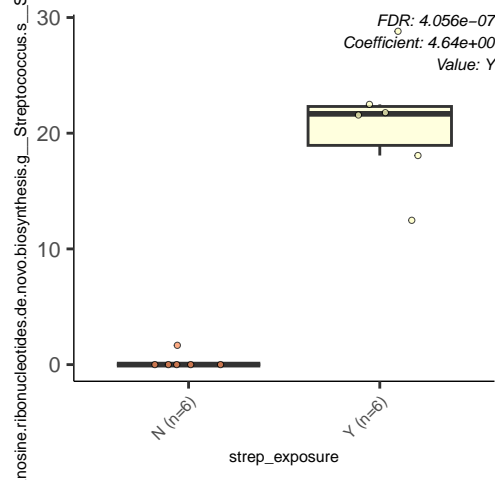 FDR: 4.056e−07
Coefficient: 4.64e+00
Value: Y
30
20
10
0
nosine.ribonucleotides.de.novo.biosynthesis.g__Streptococcus.s__S
N (n=6)
Y (n=6)
strep_exposure